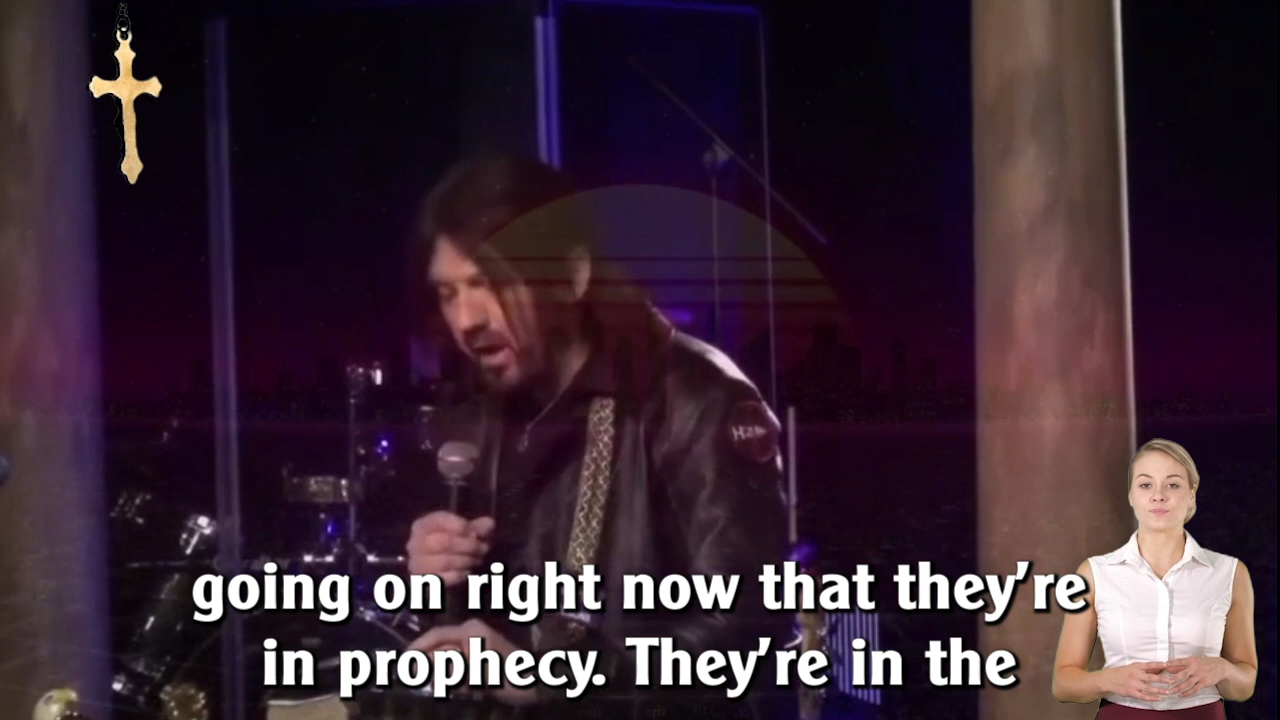 going on right now that they're
in prophecy. They're in the